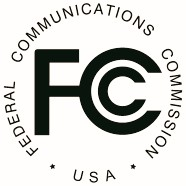 FEDERAL COMMUNICATIONS COMMISSION
FCC
* USA *